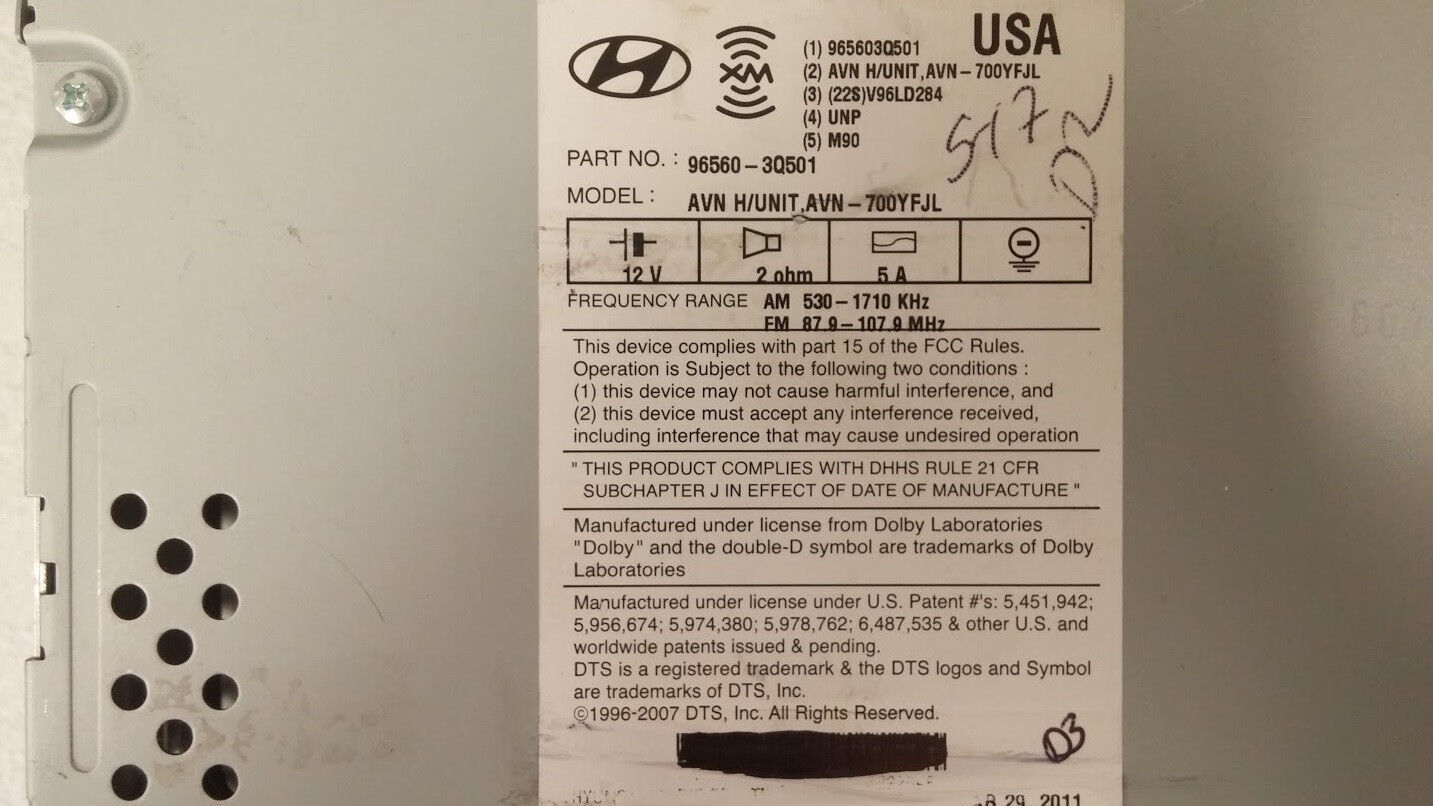 USA
XM
(1) 965603Q501
(2) AVN H/UNIT,AVN-700YFJL
(3) (22S)V96LD284
(4) UNP
(5) M90
517
DN
PART NO. : 96560-3Q501
MODEL : AVN H/UNIT,AVN-700YFJL
12 V 2 ohm 5 A
FREQUENCY RANGE AM 530-1710 KHz
FM 87.9-107.9 MHz
This device complies with part 15 of the FCC Rules.
Operation is Subject to the following two conditions :
(1) this device may not cause harmful interference, and
(2) this device must accept any interference received,
including interference that may cause undesired operation
" THIS PRODUCT COMPLIES WITH DHHS RULE 21 CFR
SUBCHAPTER J IN EFFECT OF DATE OF MANUFACTURE "
Manufactured under license from Dolby Laboratories
"Dolby" and the double-D symbol are trademarks of Dolby
Laboratories
Manufactured under license under U.S. Patent #'s: 5,451,942;
5,956,674; 5,974,380; 5,978,762; 6,487,535 & other U.S. and
worldwide patents issued & pending.
DTS is a registered trademark & the DTS logos and Symbol
are trademarks of DTS, Inc.
©1996-2007 DTS, Inc. All Rights Reserved.
D3
29 2011